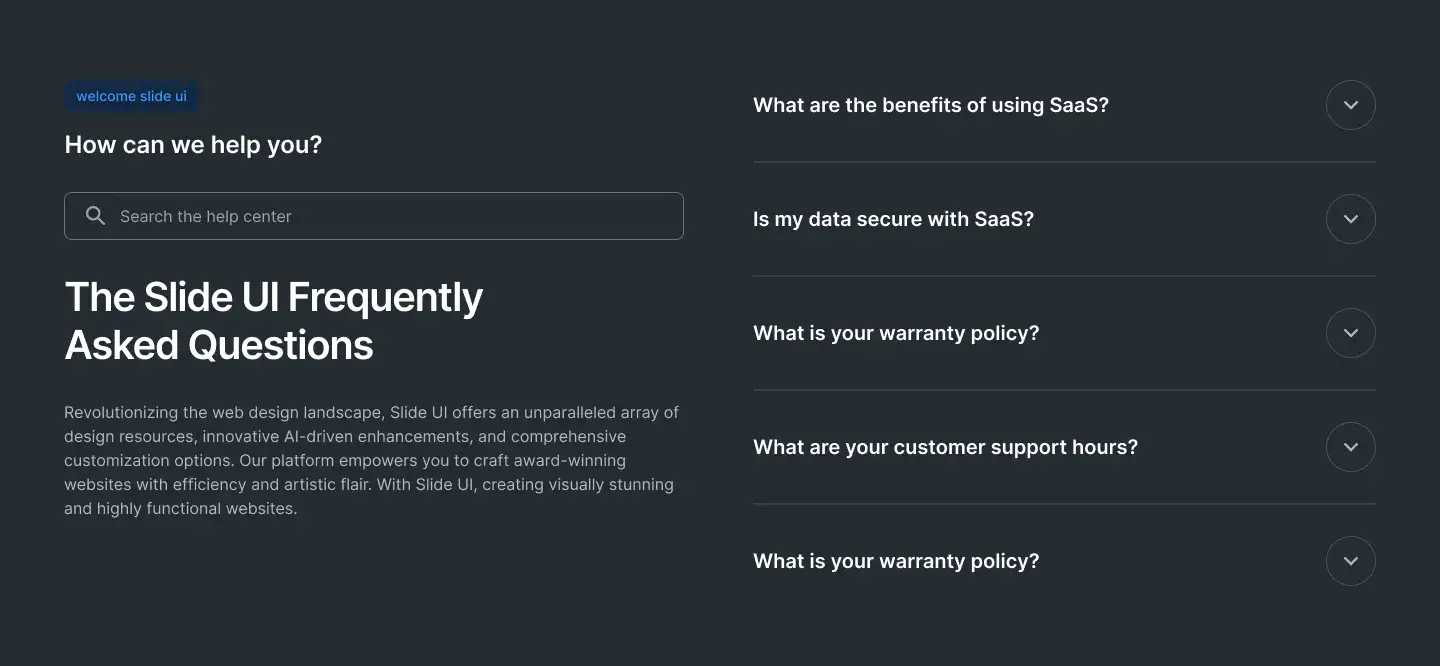 welcome slide ui
How can we help you?
Search the help center
The Slide UI Frequently
Asked Questions
Revolutionizing the web design landscape, Slide UI offers an unparalleled array of
design resources, innovative AI-driven enhancements, and comprehensive
customization options. Our platform empowers you to craft award-winning
websites with efficiency and artistic flair. With Slide UI, creating visually stunning
and highly functional websites.
What are the benefits of using SaaS?
Is my data secure with SaaS?
What is your warranty policy?
What are your customer support hours?
What is your warranty policy?